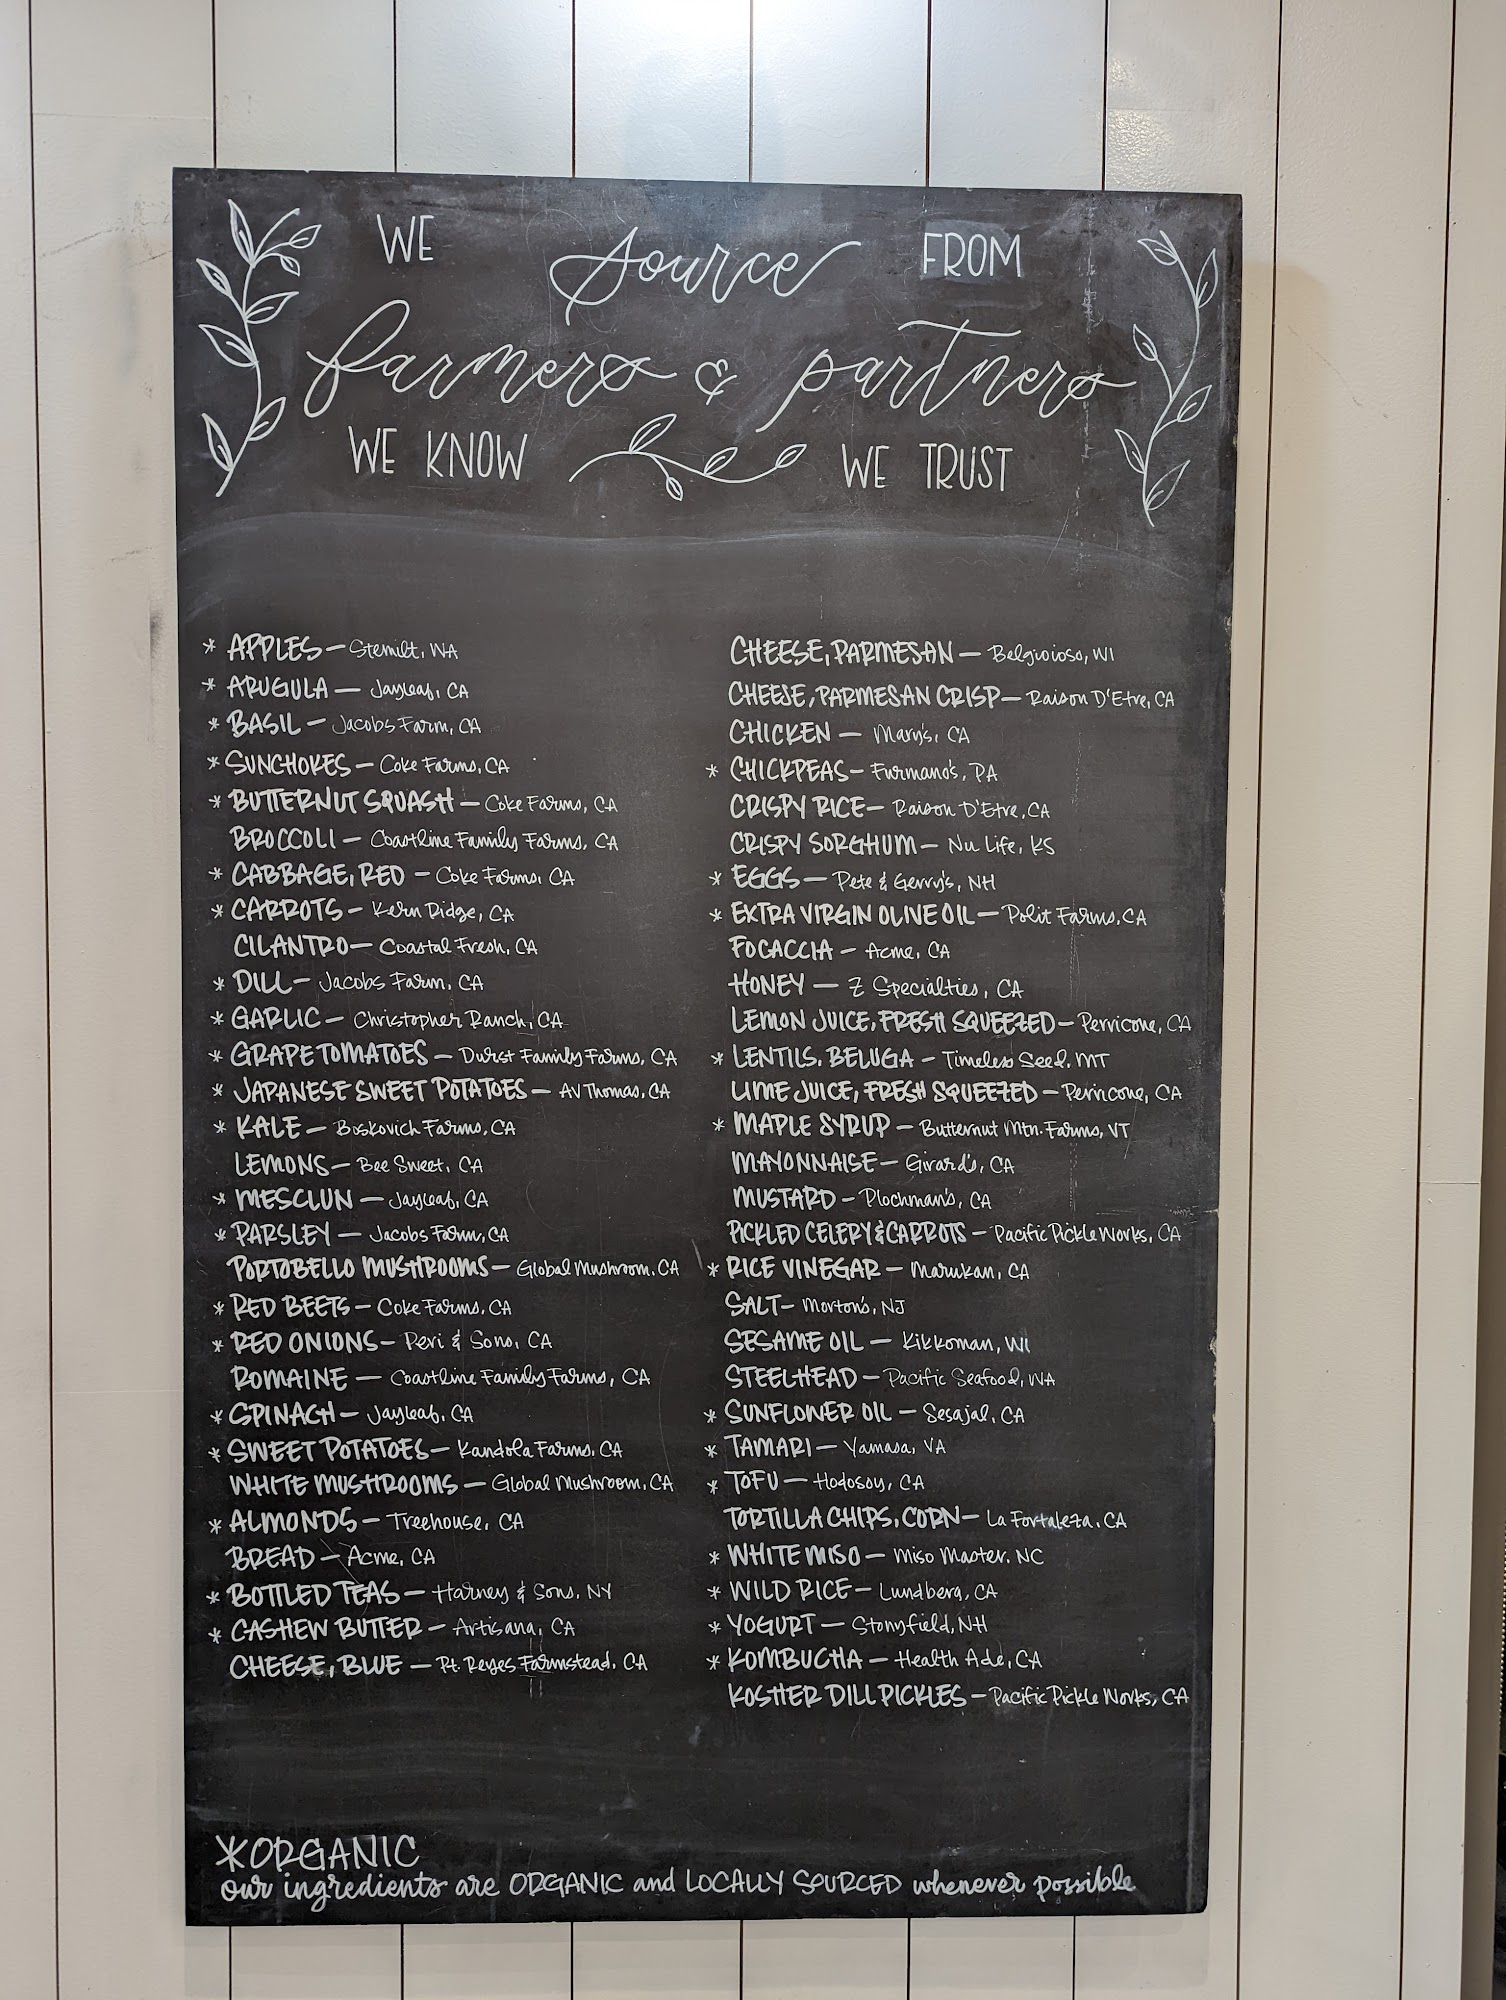 WE source FROM
farmers & partners
WE KNOW WE TRUST
* APPLES — Stemilt, WA
* ARUGULA — Jayleaf, CA
* BASIL — Jacobs Farm, CA
* SUNCHOKES — Coke Farms, CA
* BUTTERNUT SQUASH — Coke Farms, CA
BROCCOLI — Coastline Family Farms, CA
* CABBAGE, RED — Coke Farms, CA
* CARROTS — Kern Ridge, CA
CILANTRO — Coastal Fresh, CA
* DILL — Jacobs Farm, CA
* GARLIC — Christopher Ranch, CA
* GRAPE TOMATOES — Durst Family Farms, CA
* JAPANESE SWEET POTATOES — AV Thomas, CA
* KALE — Boskovich Farms, CA
LEMONS — Bee Sweet, CA
* MESCLUN — Jayleaf, CA
* PARSLEY — Jacobs Farm, CA
PORTOBELLO MUSHROOMS — Global Mushroom, CA
* RED BEETS — Coke Farms, CA
* RED ONIONS — Peri & Sons, CA
ROMAINE — Coastline Family Farms, CA
* SPINACH — Jayleaf, CA
* SWEET POTATOES — Kandola Farms, CA
WHITE MUSHROOMS — Global Mushroom, CA
* ALMONDS — Treehouse, CA
BREAD — Acme, CA
* BOTTLED TEAS — Harney & Sons, NY
* CASHEW BUTTER — Artisana, CA
CHEESE, BLUE — Pt. Reyes Farmstead, CA
CHEESE, PARMESAN — Belgioioso, WI
CHEESE, PARMESAN CRISP — Raison D'Etre, CA
CHICKEN — Mary's, CA
* CHICKPEAS — Furmano's, PA
CRISPY RICE — Raison D'Etre, CA
CRISPY SORGHUM — Nu Life, KS
* EGGS — Pete & Gerry's, NH
* EXTRA VIRGIN OLIVE OIL — Polit Farms, CA
FOCACCIA — Acme, CA
HONEY — Z Specialties, CA
LEMON JUICE, FRESH SQUEEZED — Perricone, CA
* LENTILS, BELUGA — Timeless Seed, MT
LIME JUICE, FRESH SQUEEZED — Perricone, CA
* MAPLE SYRUP — Butternut Mtn. Farms, VT
MAYONNAISE — Girard's, CA
MUSTARD — Plochman's, CA
PICKLED CELERY & CARROTS — Pacific Pickle Works, CA
* RICE VINEGAR — Marukan, CA
SALT — Morton's, NJ
SESAME OIL — Kikkoman, WI
STEELHEAD — Pacific Seafood, WA
* SUNFLOWER OIL — Sesajal, CA
* TAMARI — Yamasa, VA
* TOFU — Hodosoy, CA
TORTILLA CHIPS, CORN — La Fortaleza, CA
* WHITE MISO — Miso Master, NC
* WILD RICE — Lundberg, CA
* YOGURT — Stonyfield, NH
* KOMBUCHA — Health Ade, CA
KOSHER DILL PICKLES — Pacific Pickle Works, CA
*ORGANIC
our ingredients are ORGANIC and LOCALLY SOURCED whenever possible